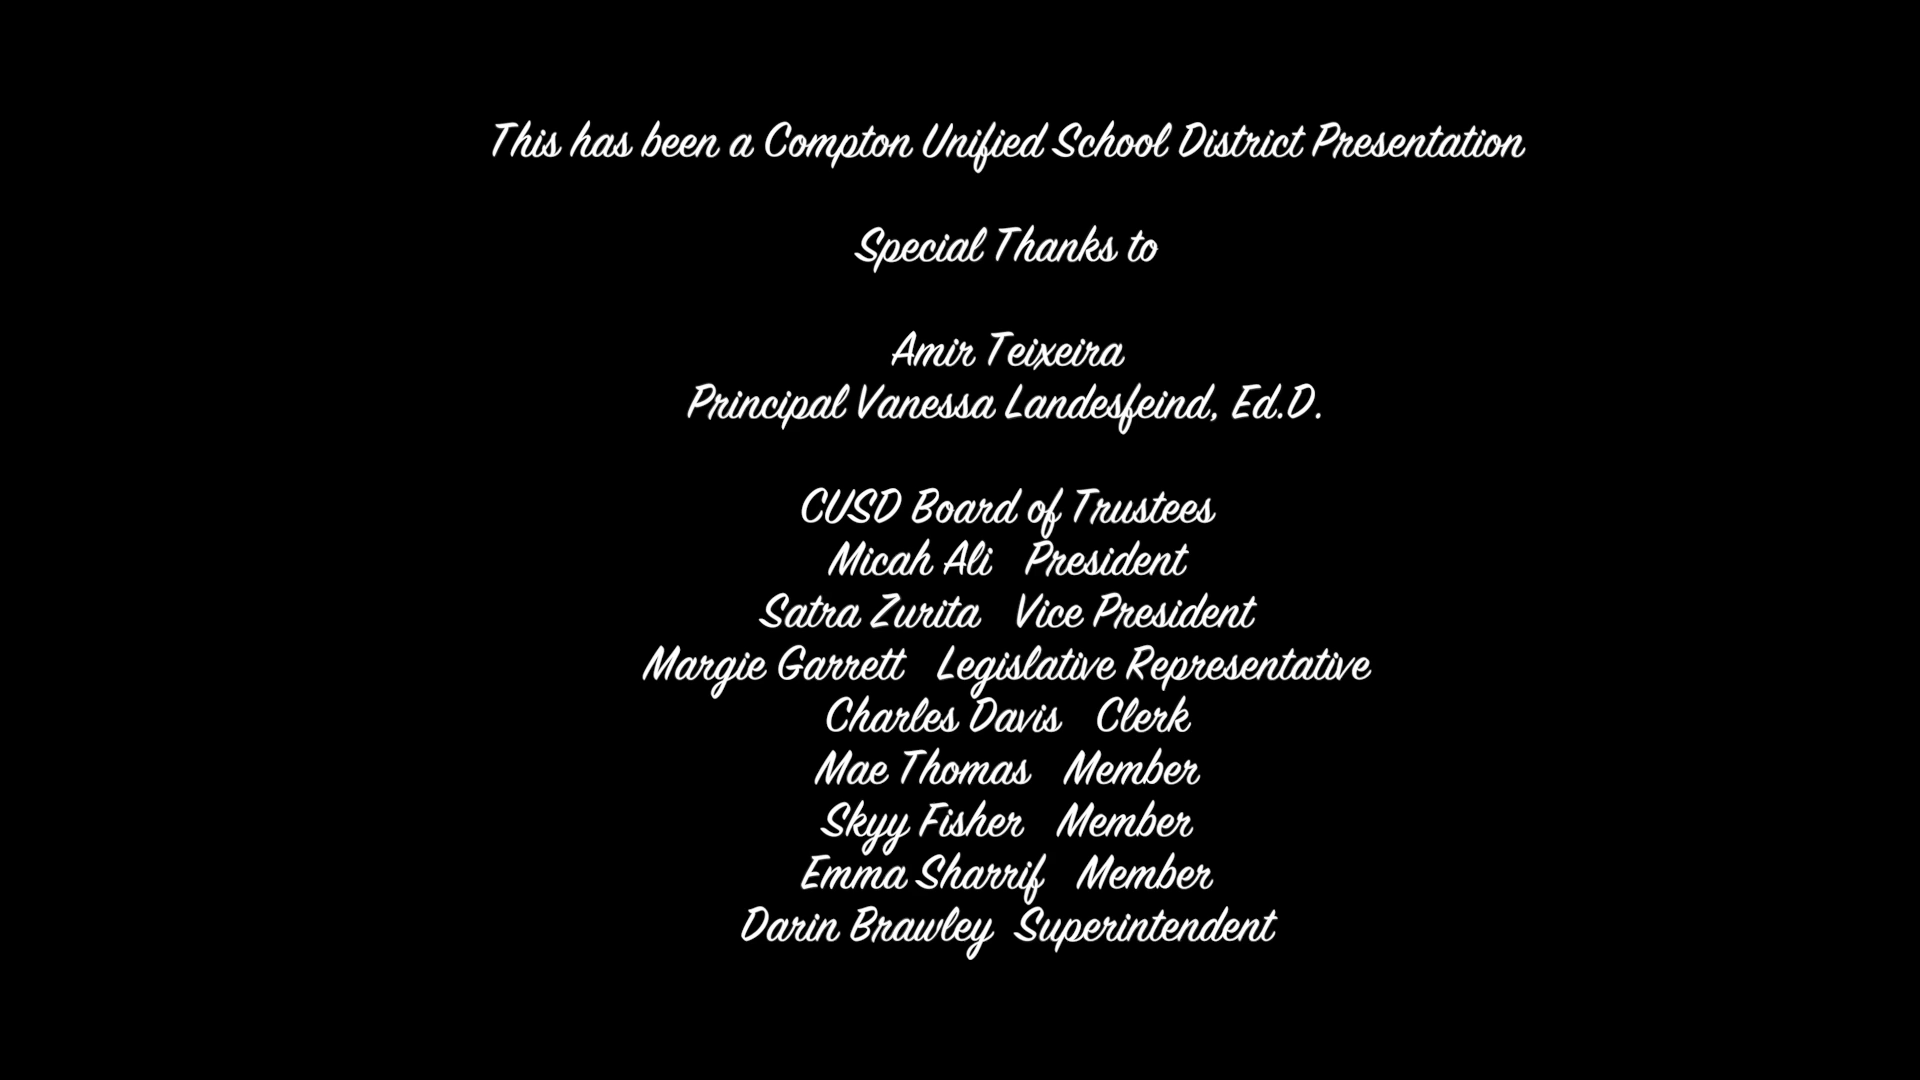 This has been a Compton Unified School District Presentation
Special Thanks to
Amir Teixeira
Principal Vanessa Landesfeind, Ed.D.
CUSD Board of Trustees
Micah Ali President
Satra Zurita Vice President
Margie Garrett Legislative Representative
Charles Davis Clerk
Mae Thomas Member
Skyy Fisher Member
Emma Sharrif Member
Darin Brawley Superintendent